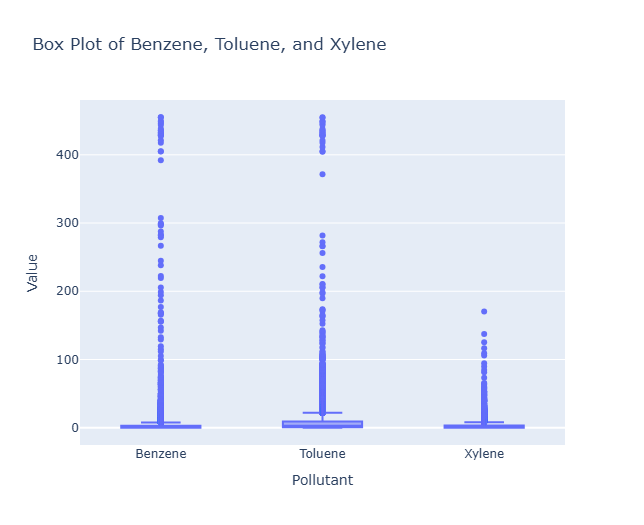 Box Plot of Benzene, Toluene, and Xylene
400
300
200
100
0
Value
Benzene Toluene Xylene
Pollutant